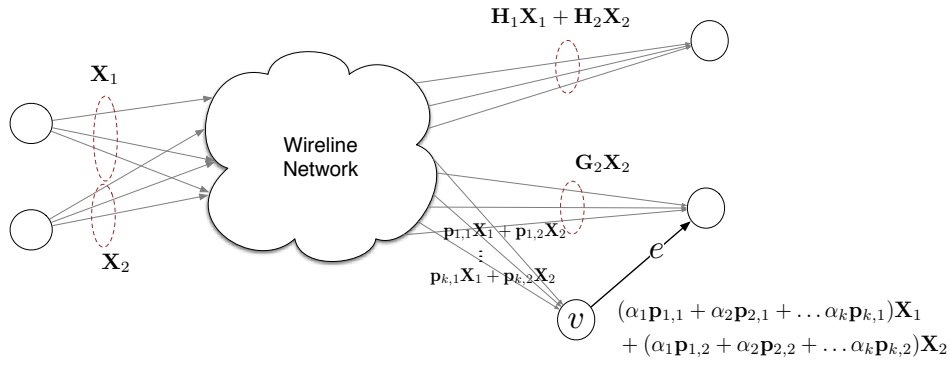 𝐇₁𝐗₁ + 𝐇₂𝐗₂
𝐗₁
Wireline
Network
𝐆₂𝐗₂
𝐩₁,₁𝐗₁ + 𝐩₁,₂𝐗₂
⋮
𝐩ₖ,₁𝐗₁ + 𝐩ₖ,₂𝐗₂
𝐗₂
e
v
(α₁𝐩₁,₁ + α₂𝐩₂,₁ + … αₖ𝐩ₖ,₁)𝐗₁
+ (α₁𝐩₁,₂ + α₂𝐩₂,₂ + … αₖ𝐩ₖ,₂)𝐗₂